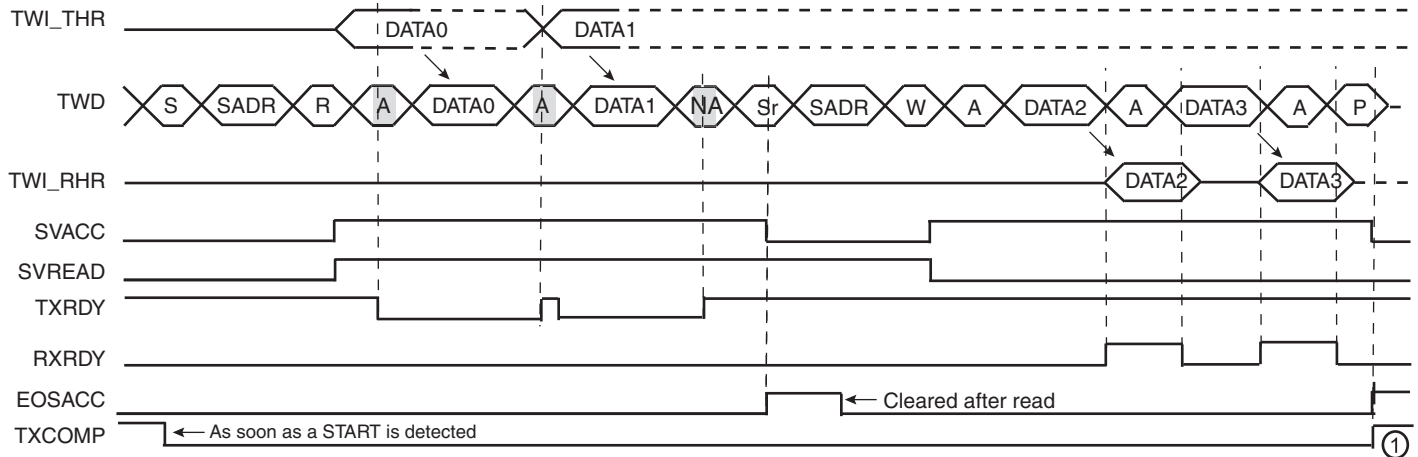 TWI_THR DATA0 DATA1
TWD S SADR R A DATA0 A DATA1 NA Sr SADR W A DATA2 A DATA3 A P
TWI_RHR DATA2 DATA3
SVACC
SVREAD
TXRDY
RXRDY
EOSACC Cleared after read
TXCOMP As soon as a START is detected 1